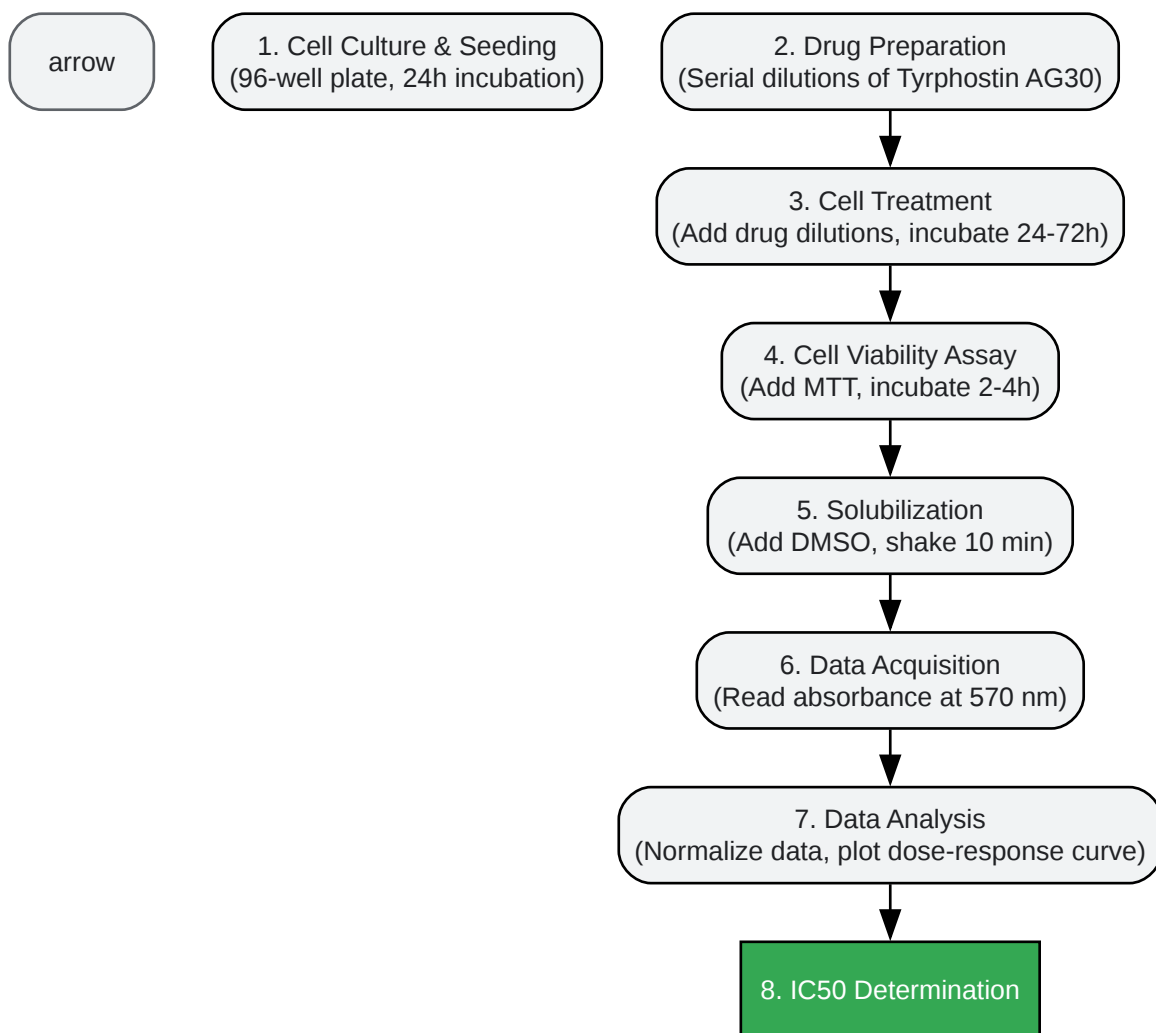 arrow
1. Cell Culture & Seeding
(96-well plate, 24h incubation)
2. Drug Preparation
(Serial dilutions of Tyrphostin AG30)
3. Cell Treatment
(Add drug dilutions, incubate 24-72h)
4. Cell Viability Assay
(Add MTT, incubate 2-4h)
5. Solubilization
(Add DMSO, shake 10 min)
6. Data Acquisition
(Read absorbance at 570 nm)
7. Data Analysis
(Normalize data, plot dose-response curve)
8. IC50 Determination